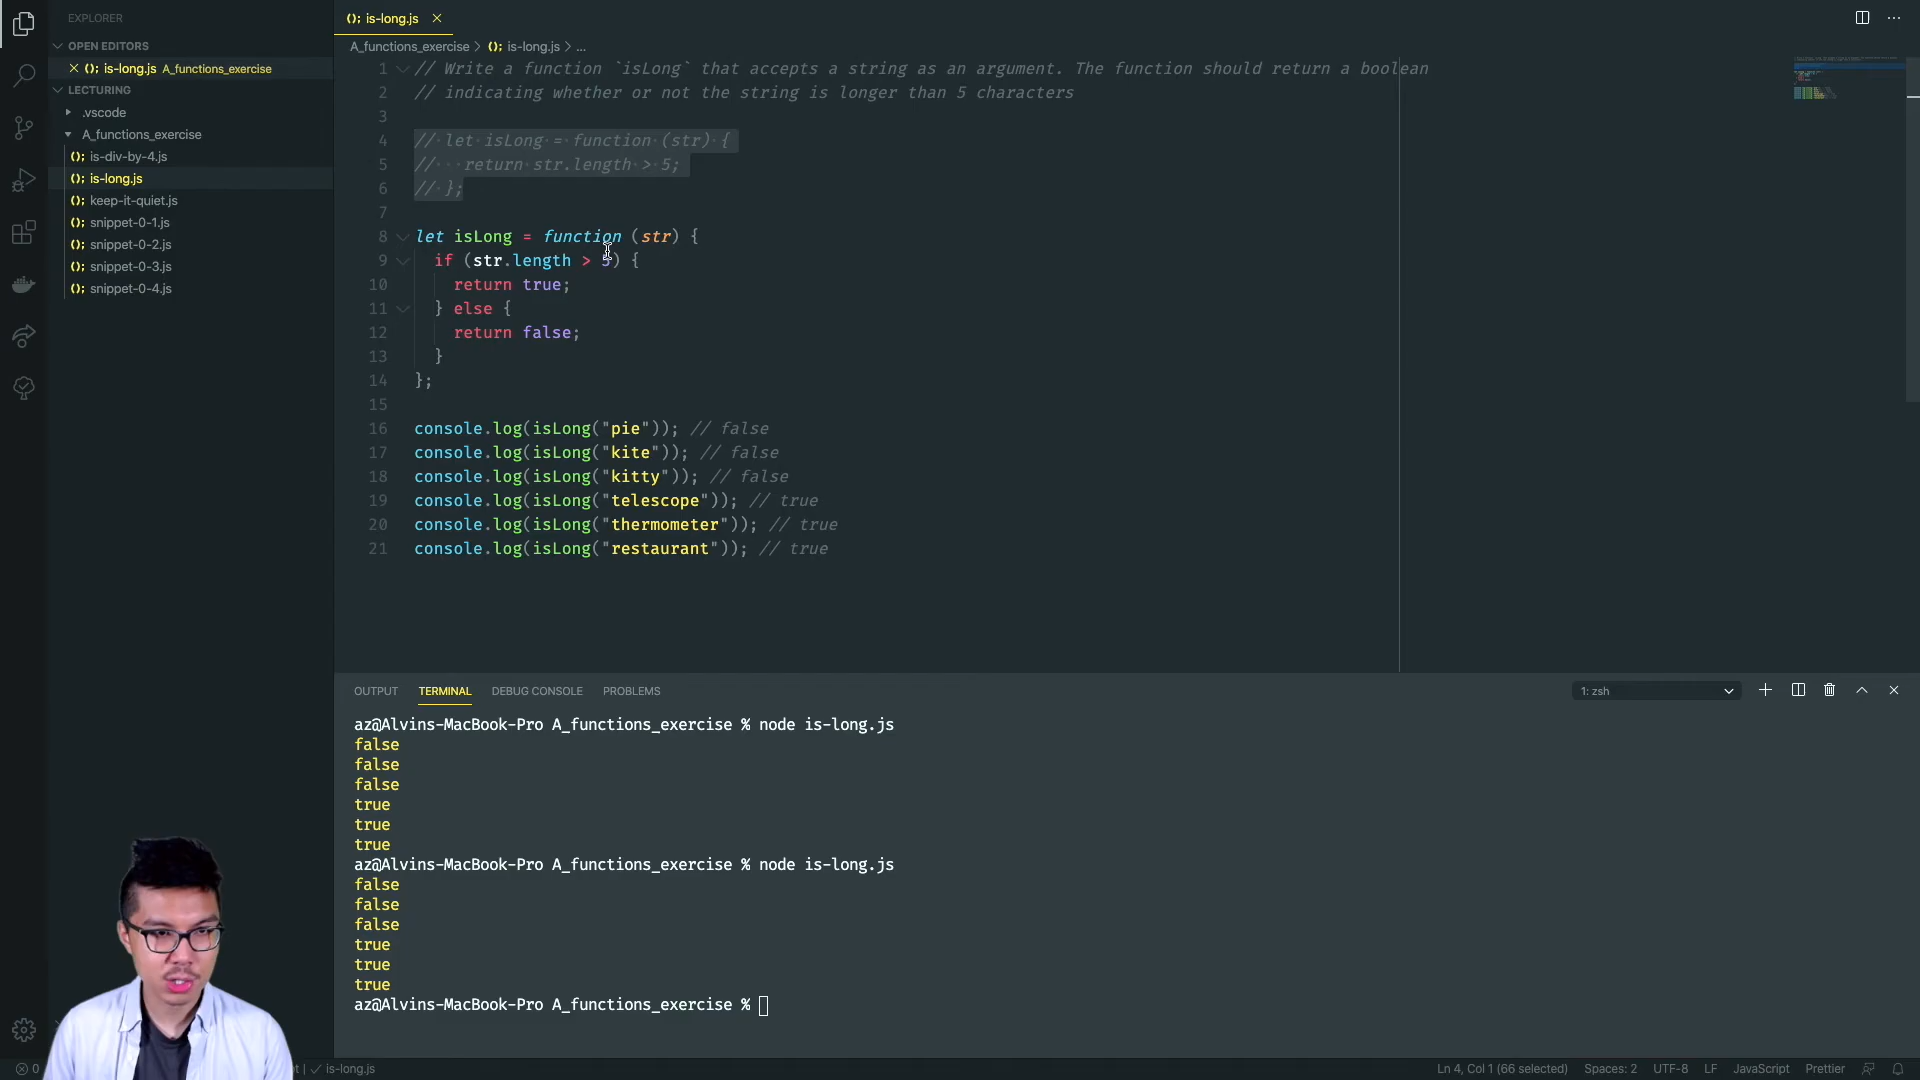 EXPLORER
OPEN EDITORS
is-long.js A_functions_exercise
LECTURING
.vscode
A_functions_exercise
is-div-by-4.js
is-long.js
keep-it-quiet.js
snippet-0-1.js
snippet-0-2.js
snippet-0-3.js
snippet-0-4.js
(); is-long.js
A_functions_exercise > (); is-long.js > ...
1 // Write a function `isLong` that accepts a string as an argument. The function should return a boolean
2 // indicating whether or not the string is longer than 5 characters
3
4 // let isLong = function (str) {
5 //   return str.length > 5;
6 // };
7
8 let isLong = function (str) {
9   if (str.length > 5) {
10     return true;
11   } else {
12     return false;
13   }
14 };
15
16 console.log(isLong("pie")); // false
17 console.log(isLong("kite")); // false
18 console.log(isLong("kitty")); // false
19 console.log(isLong("telescope")); // true
20 console.log(isLong("thermometer")); // true
21 console.log(isLong("restaurant")); // true
OUTPUT TERMINAL DEBUG CONSOLE PROBLEMS
1: zsh
az@Alvins-MacBook-Pro A_functions_exercise % node is-long.js
false
false
false
true
true
true
az@Alvins-MacBook-Pro A_functions_exercise % node is-long.js
false
false
false
true
true
true
az@Alvins-MacBook-Pro A_functions_exercise %
0
is-long.js
Ln 4, Col 1 (66 selected) Spaces: 2 UTF-8 LF JavaScript Prettier